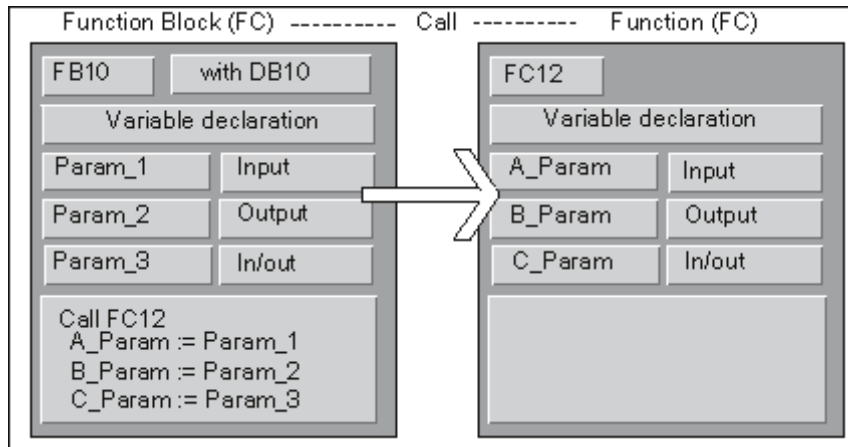 Function Block (FC) ---------- Call ---------- Function (FC)
FB10 with DB10
Variable declaration
Param_1 Input
Param_2 Output
Param_3 In/out
Call FC12
A_Param := Param_1
B_Param := Param_2
C_Param := Param_3
FC12
Variable declaration
A_Param Input
B_Param Output
C_Param In/out